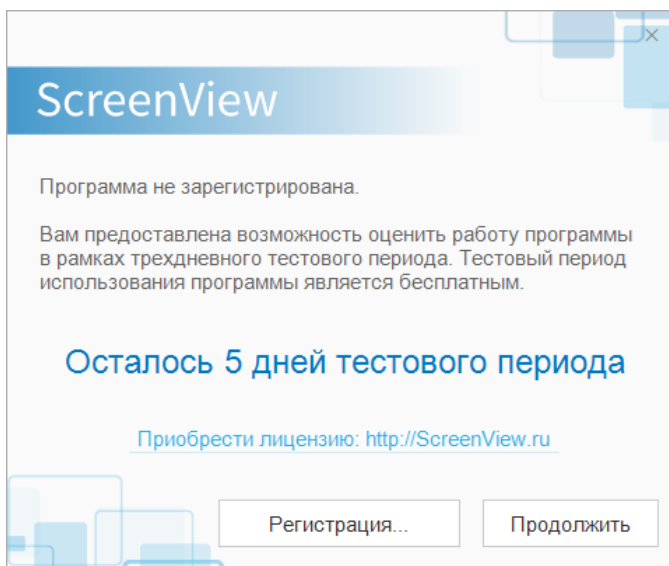 ScreenView
Программа не зарегистрирована.
Вам предоставлена возможность оценить работу программы
в рамках трехдневного тестового периода. Тестовый период
использования программы является бесплатным.
Осталось 5 дней тестового периода
Приобрести лицензию: http://ScreenView.ru
Регистрация... Продолжить